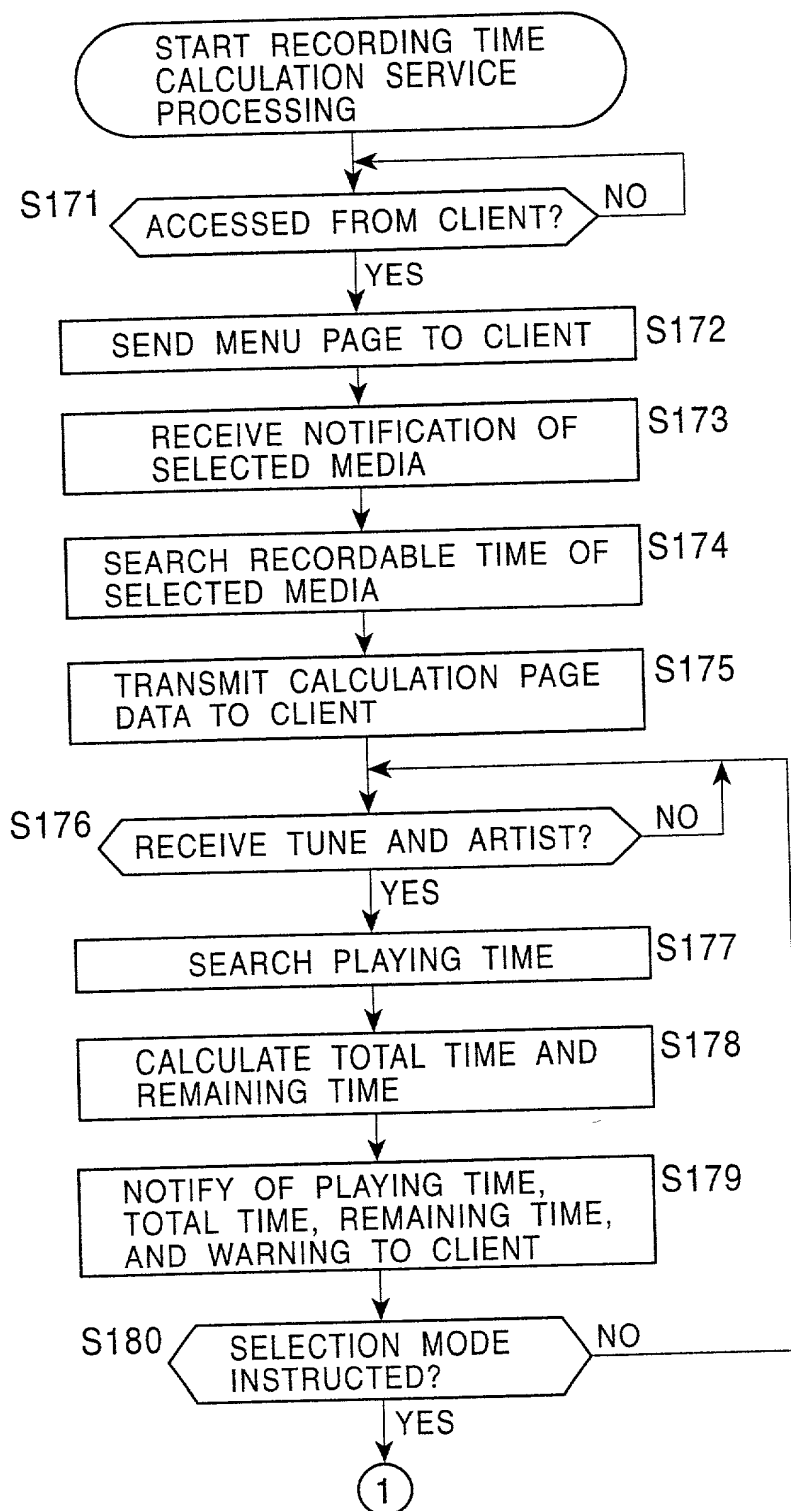 START RECORDING TIME
CALCULATION SERVICE
PROCESSING
S171
ACCESSED FROM CLIENT?
NO
YES
SEND MENU PAGE TO CLIENT
S172
RECEIVE NOTIFICATION OF
SELECTED MEDIA
S173
SEARCH RECORDABLE TIME OF
SELECTED MEDIA
S174
TRANSMIT CALCULATION PAGE
DATA TO CLIENT
S175
S176
RECEIVE TUNE AND ARTIST?
NO
YES
SEARCH PLAYING TIME
S177
CALCULATE TOTAL TIME AND
REMAINING TIME
S178
NOTIFY OF PLAYING TIME,
TOTAL TIME, REMAINING TIME,
AND WARNING TO CLIENT
S179
S180
SELECTION MODE
INSTRUCTED?
NO
YES
1